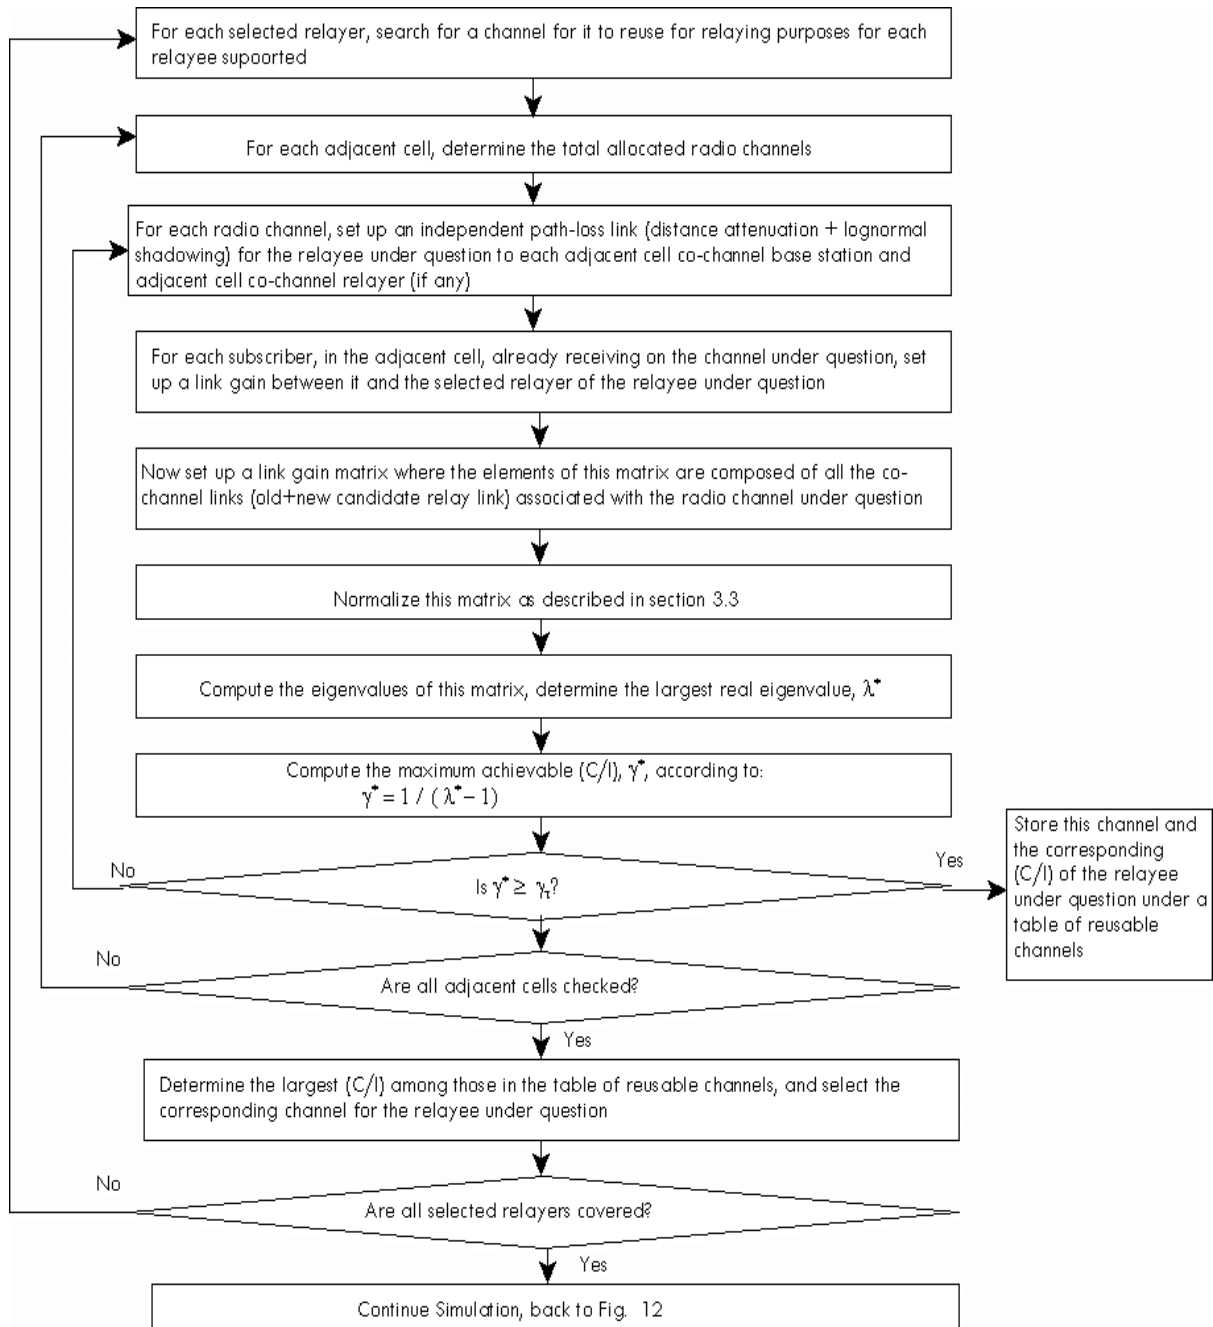 For each selected relayer, search for a channel for it to reuse for relaying purposes for each
relayee supoorted
For each adjacent cell, determine the total allocated radio channels
For each radio channel, set up an independent path-loss link (distance attenuation + lognormal
shadowing) for the relayee under question to each adjacent cell co-channel base station and
adjacent cell co-channel relayer (if any)
For each subscriber, in the adjacent cell, already receiving on the channel under question, set
up a link gain between it and the selected relayer of the relayee under question
Now set up a link gain matrix where the elements of this matrix are composed of all the co-
channel links (old+new candidate relay link) associated with the radio channel under question
Normalize this matrix as described in section 3.3
Compute the eigenvalues of this matrix, determine the largest real eigenvalue, λ*
Compute the maximum achievable (C/I), γ*, according to:
γ* = 1 / ( λ* − 1)
No
Is γ* ≥ γτ?
Yes
Store this channel and
the corresponding
(C/I) of the relayee
under question under a
table of reusable
channels
No
Are all adjacent cells checked?
Yes
Determine the largest (C/I) among those in the table of reusable channels, and select the
corresponding channel for the relayee under question
No
Are all selected relayers covered?
Yes
Continue Simulation, back to Fig. 12